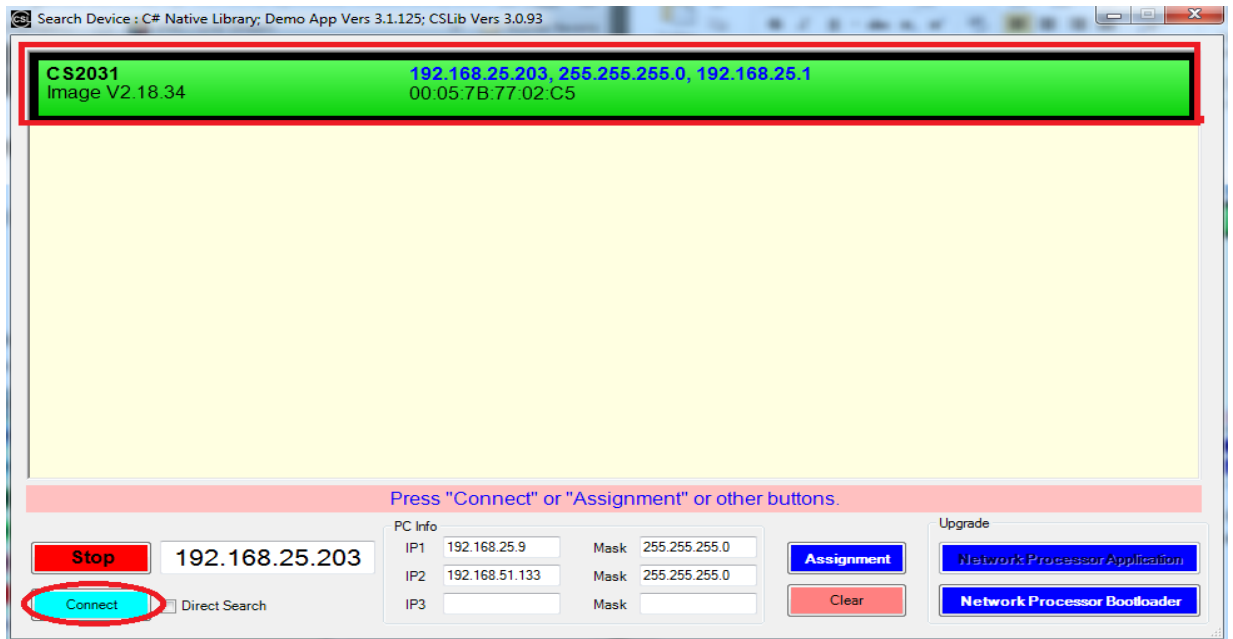 CSL Search Device : C# Native Library; Demo App Vers 3.1.125; CSLib Vers 3.0.93
CS2031 192.168.25.203, 255.255.255.0, 192.168.25.1
Image V2.18.34 00:05:7B:77:02:C5
Press "Connect" or "Assignment" or other buttons.
PC Info Upgrade
Stop 192.168.25.203 IP1 192.168.25.9 Mask 255.255.255.0 Assignment Network Processor Application
IP2 192.168.51.133 Mask 255.255.255.0
Connect Direct Search IP3 Mask Clear Network Processor Bootloader